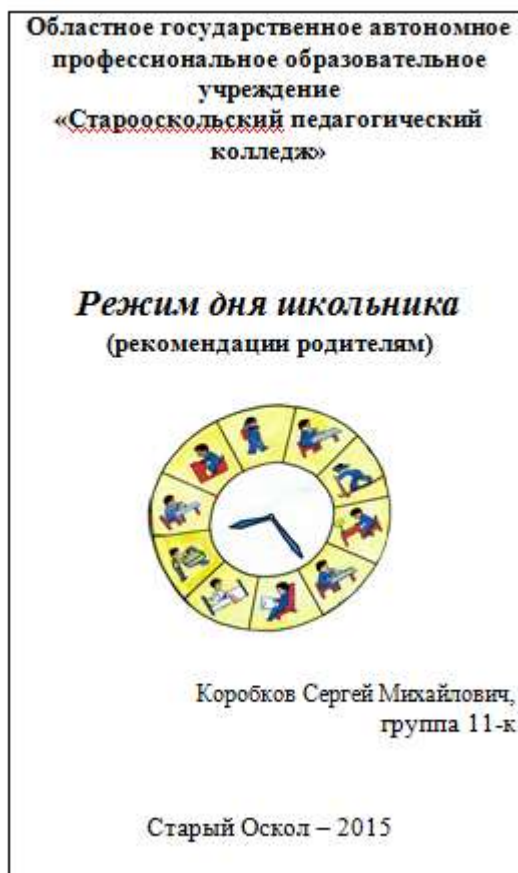 Областное государственное автономное
профессиональное образовательное
учреждение
«Старооскольский педагогический
колледж»
Режим дня школьника
(рекомендации родителям)
Коробков Сергей Михайлович,
группа 11-к
Старый Оскол – 2015